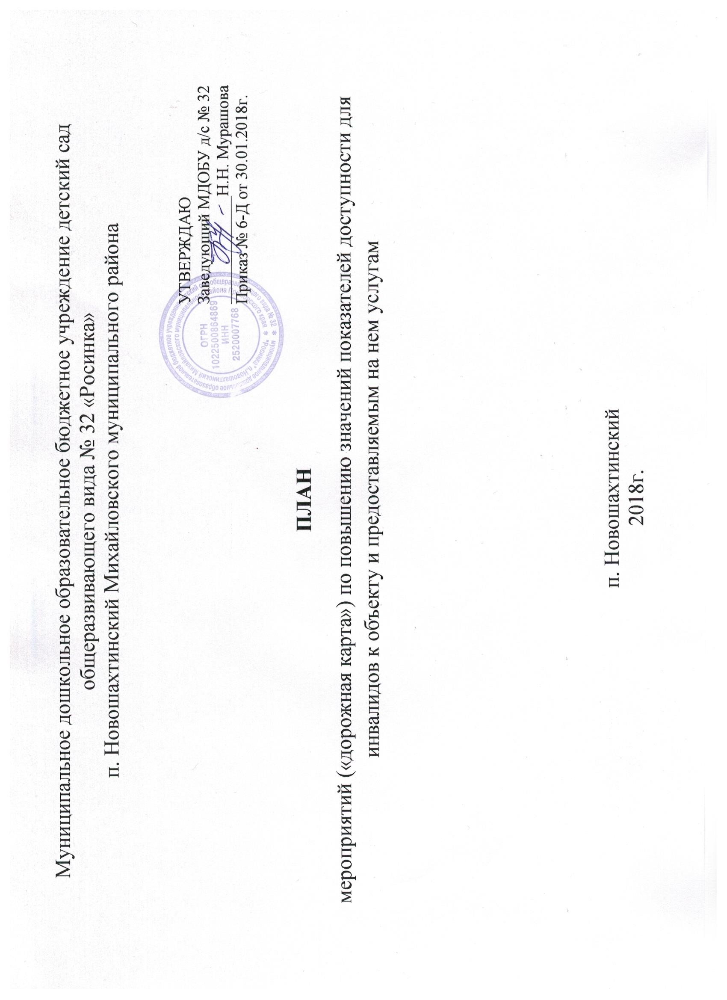 Муниципальное дошкольное образовательное бюджетное учреждение детский сад
общеразвивающего вида № 32 «Росинка»
п. Новошахтинский Михайловского муниципального района
УТВЕРЖДАЮ
Заведующий МДОБУ д/с № 32
Н.Н. Мурашова
Приказ № 6-Д от 30.01.2018г.
муниципальное дошкольное образовательное бюджетное учреждение детский сад общеразвивающего вида № 32
"Росинка" п.Новошахтинский Михайловского муниципального района Приморского края
ОГРН
1022500864869
ИНН
2520007768
ПЛАН
мероприятий («дорожная карта») по повышению значений показателей доступности для
инвалидов к объекту и предоставляемым на нем услугам
п. Новошахтинский
2018г.